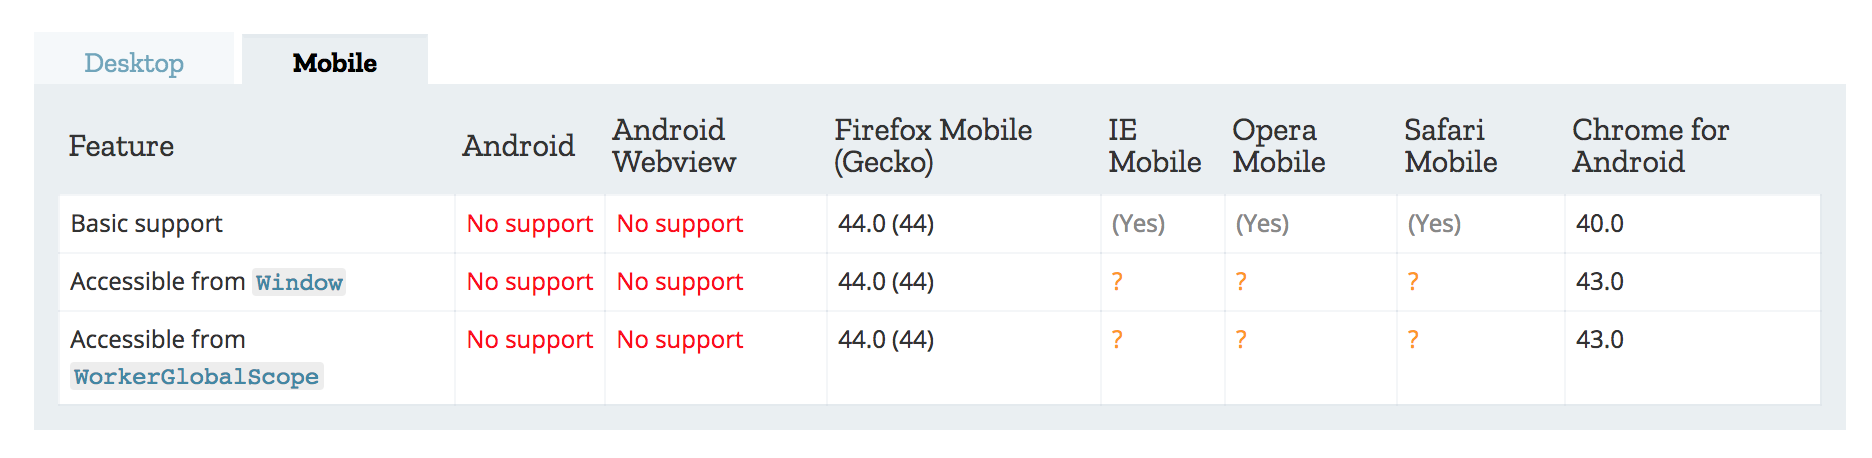 Desktop Mobile
Feature Android Android Webview Firefox Mobile (Gecko) IE Mobile Opera Mobile Safari Mobile Chrome for Android
Basic support No support No support 44.0 (44) (Yes) (Yes) (Yes) 40.0
Accessible from Window No support No support 44.0 (44) ? ? ? 43.0
Accessible from No support No support 44.0 (44) ? ? ? 43.0
WorkerGlobalScope